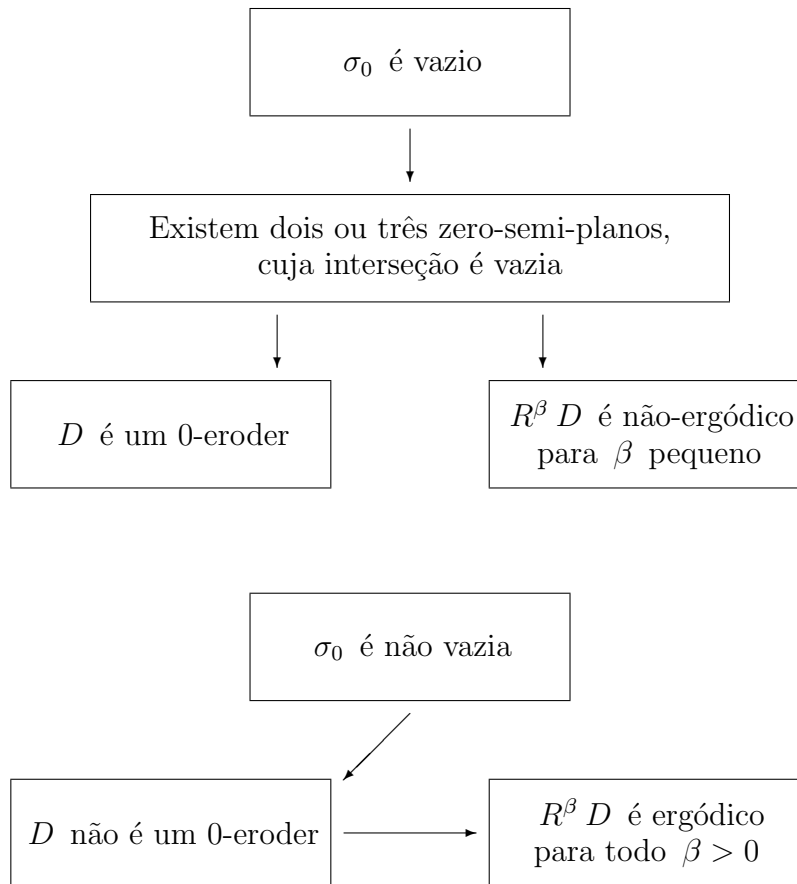 σ₀ é vazio
Existem dois ou três zero-semi-planos,
cuja interseção é vazia
D é um 0-eroder
R^β D é não-ergódico
para β pequeno
σ₀ é não vazia
D não é um 0-eroder
R^β D é ergódico
para todo β > 0